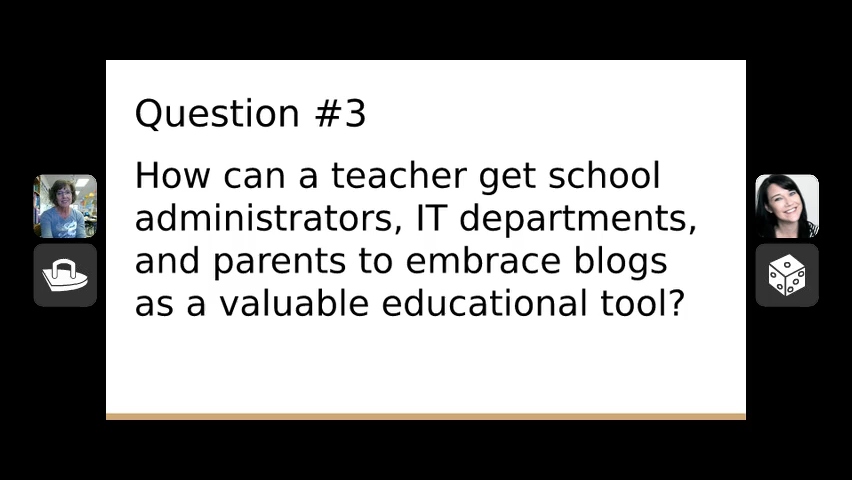 Question #3
How can a teacher get school
administrators, IT departments,
and parents to embrace blogs
as a valuable educational tool?